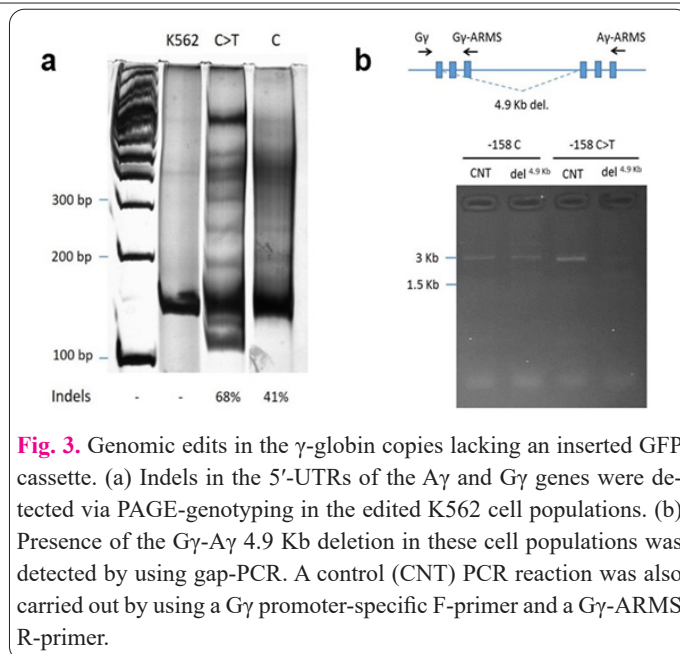 a
K562 C>T C
300 bp
200 bp
100 bp
Indels - - 68% 41%
b
Gγ Gγ-ARMS Aγ-ARMS
4.9 Kb del.
-158 C -158 C>T
CNT del 4.9 Kb CNT del 4.9 Kb
3 Kb
1.5 Kb
Fig. 3. Genomic edits in the γ-globin copies lacking an inserted GFP
cassette. (a) Indels in the 5′-UTRs of the Aγ and Gγ genes were de-
tected via PAGE-genotyping in the edited K562 cell populations. (b)
Presence of the Gγ-Aγ 4.9 Kb deletion in these cell populations was
detected by using gap-PCR. A control (CNT) PCR reaction was also
carried out by using a Gγ promoter-specific F-primer and a Gγ-ARMS
R-primer.